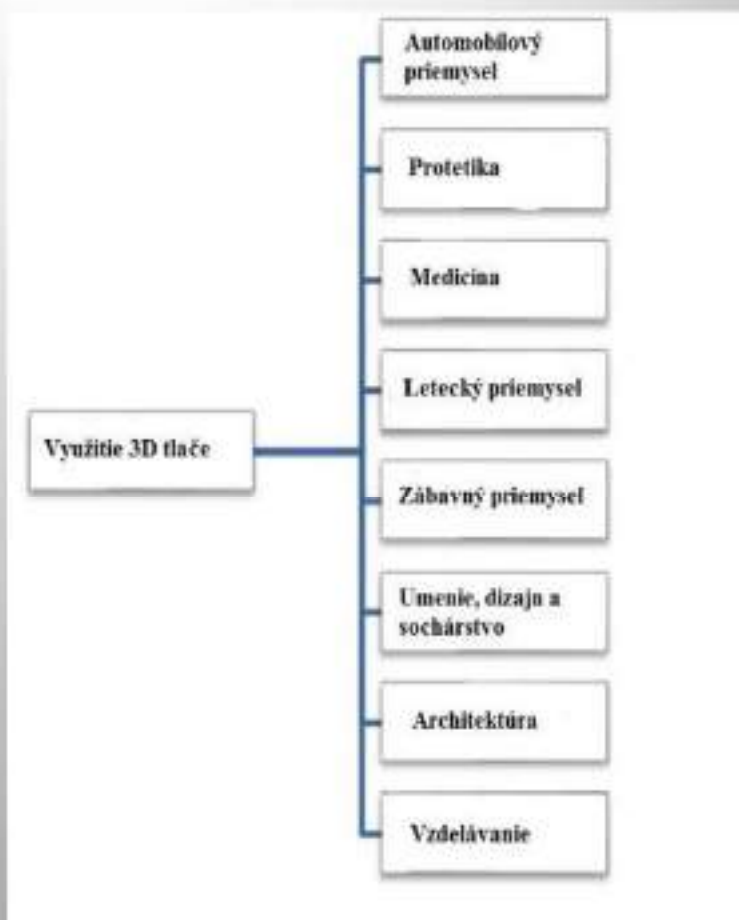 Automobilový
priemysel
Protetika
Medicína
Letecký priemysel
Využitie 3D tlače
Zábavný priemysel
Umenie, dizajn a
sochárstvo
Architektúra
Vzdelávanie